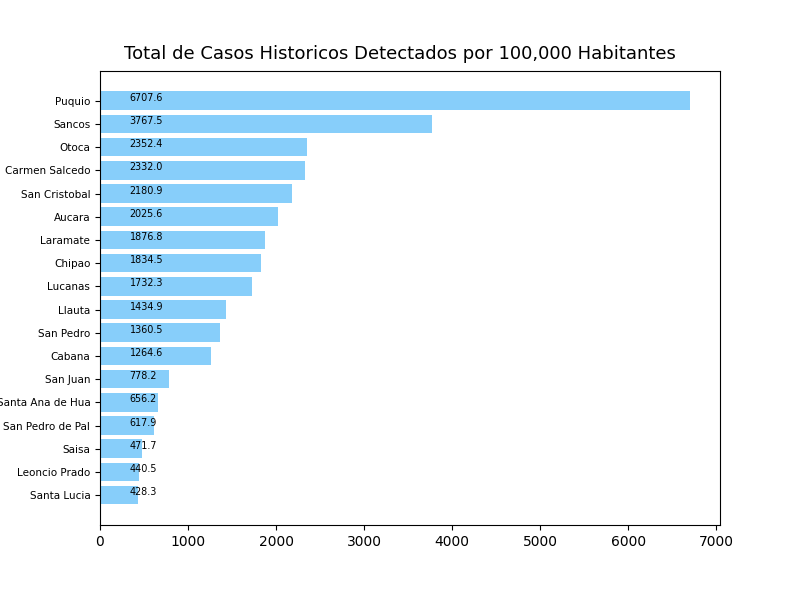 Total de Casos Historicos Detectados por 100,000 Habitantes
Puquio 6707.6
Sancos 3767.5
Otoca 2352.4
Carmen Salcedo 2332.0
San Cristobal 2180.9
Aucara 2025.6
Laramate 1876.8
Chipao 1834.5
Lucanas 1732.3
Llauta 1434.9
San Pedro 1360.5
Cabana 1264.6
San Juan 778.2
Santa Ana de Hua 656.2
San Pedro de Pal 617.9
Saisa 471.7
Leoncio Prado 440.5
Santa Lucia 428.3
0 1000 2000 3000 4000 5000 6000 7000